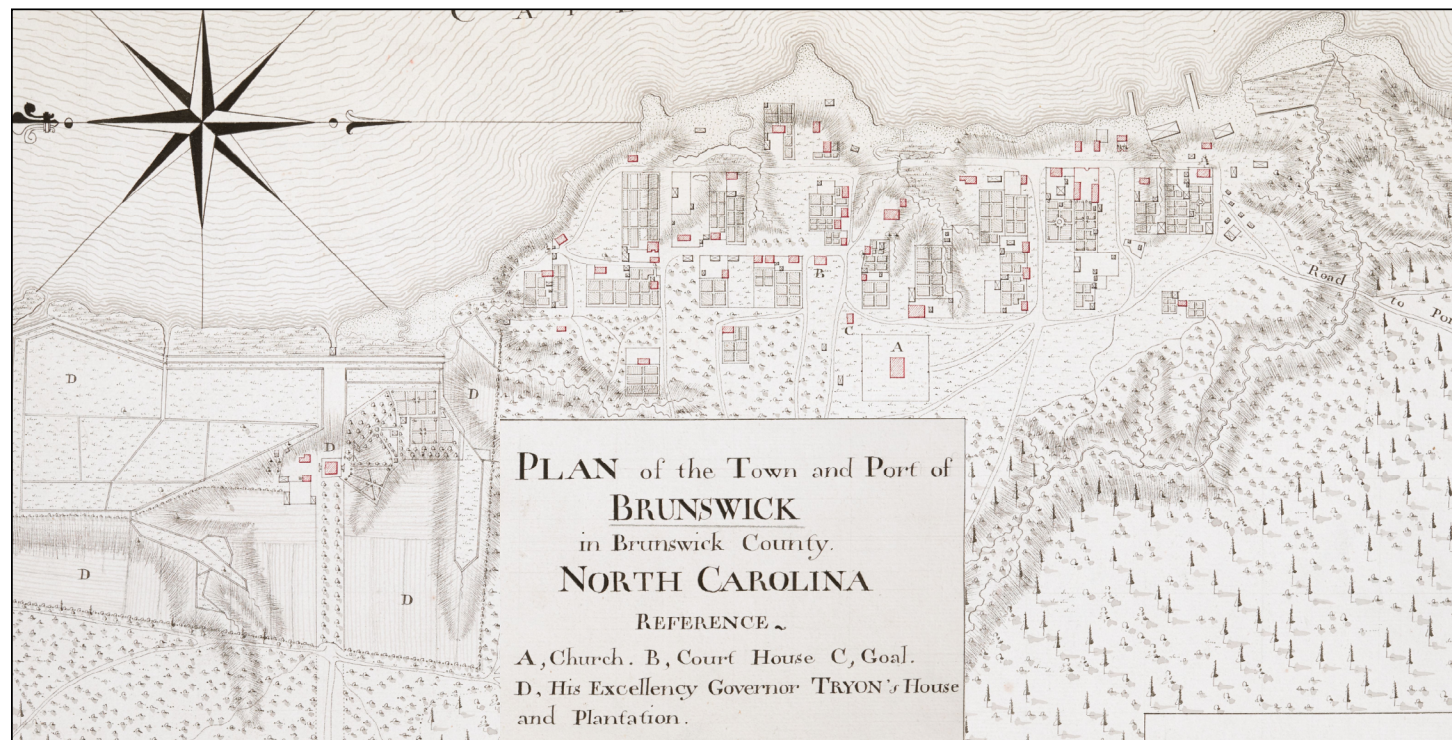 C A
A
B
Road to Por
C
A
D
D
D
D
D
PLAN of the Town and Port of
BRUNSWICK
in Brunswick County.
NORTH CAROLINA
REFERENCE ~
A, Church. B, Court House C, Goal.
D, His Excellency Governor TRYON's House
and Plantation.